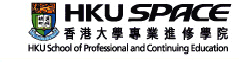 HKU SPACE
香港大學專業進修學院
HKU School of Professional and Continuing Education